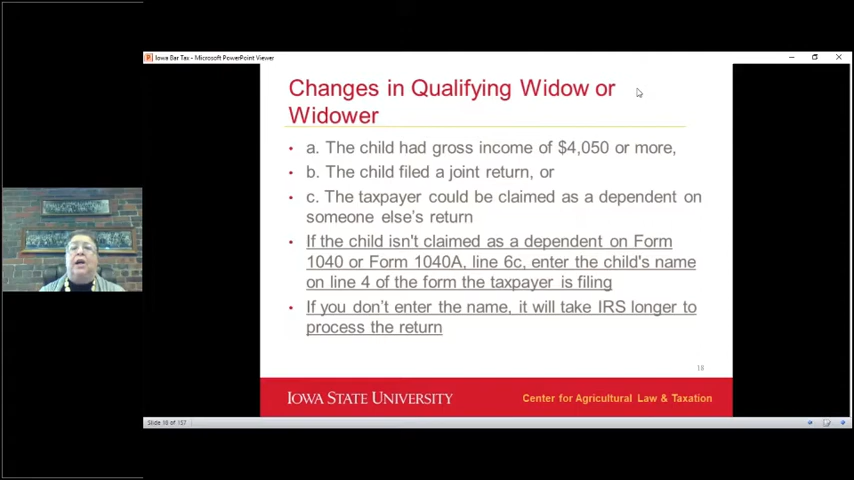 Iowa Bar Tax - Microsoft PowerPoint Viewer
Changes in Qualifying Widow or
Widower
• a. The child had gross income of $4,050 or more,
• b. The child filed a joint return, or
• c. The taxpayer could be claimed as a dependent on
someone else's return
• If the child isn't claimed as a dependent on Form
1040 or Form 1040A, line 6c, enter the child's name
on line 4 of the form the taxpayer is filing
• If you don't enter the name, it will take IRS longer to
process the return
18
IOWA STATE UNIVERSITY
Center for Agricultural Law & Taxation
Slide 18 of 157